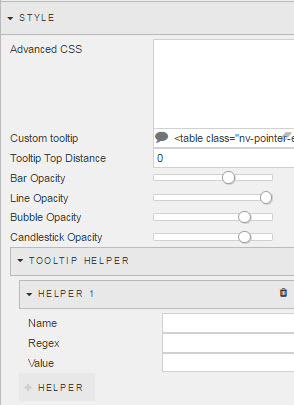 STYLE
Advanced CSS
Custom tooltip <table class="nv-pointer-e
Tooltip Top Distance 0
Bar Opacity
Line Opacity
Bubble Opacity
Candlestick Opacity
TOOLTIP HELPER
HELPER 1
Name
Regex
Value
+ HELPER